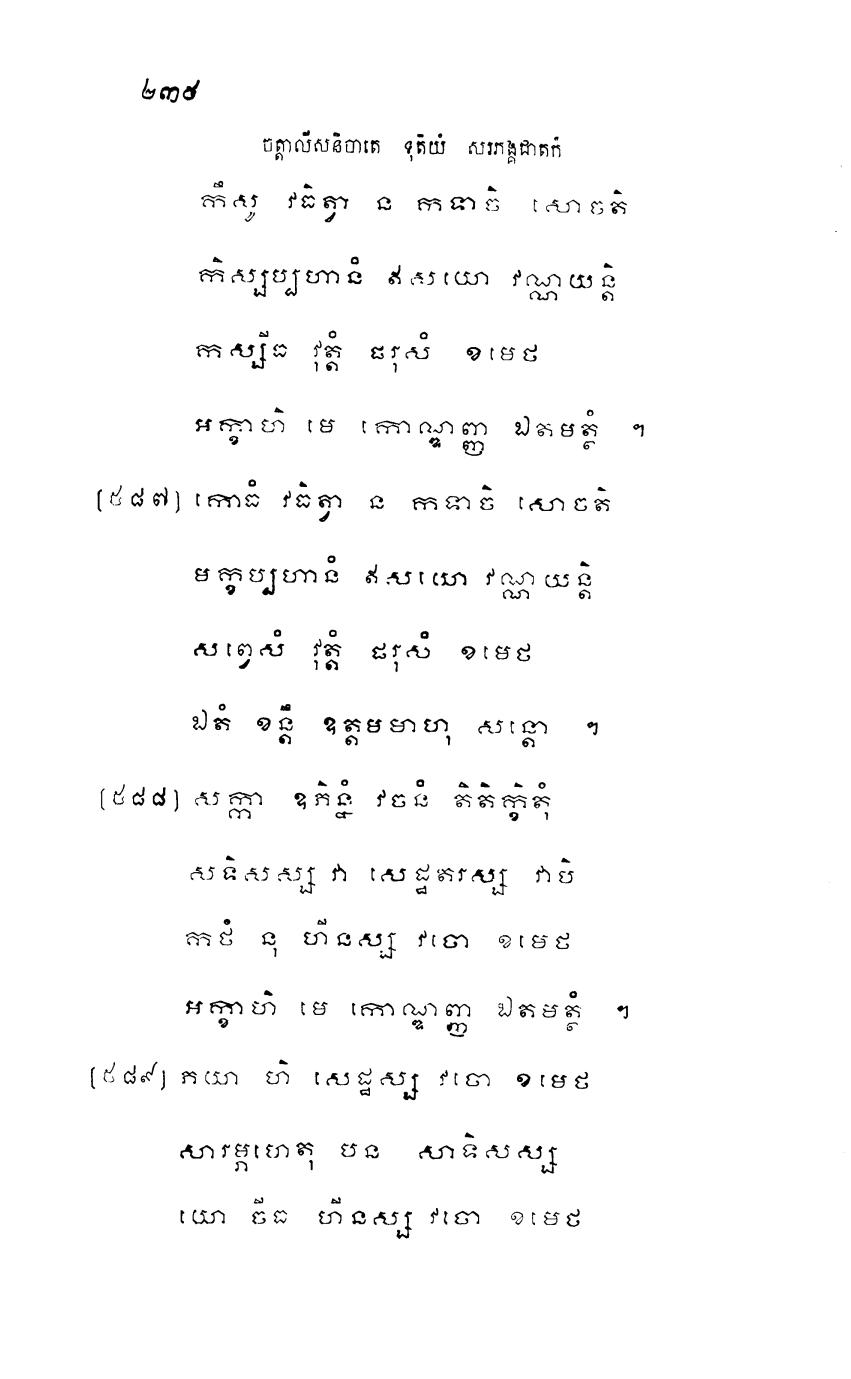 ២៣៩
ចត្តាលីសនិបាតេ ទុតិយំ សរភង្គជាតកំ
កឹសូ វធិត្វា ន កទាចិ សោចតិ
កិស្សប្បហានំ ឥសយោ វណ្ណយន្តិ
កស្សីធ វុត្តំ ផរុសំ ខមេថ
អក្ខាហិ មេ កោណ្ឌញ្ញ ឯតមត្ថំ ។
[៥៨៧] កោធំ វធិត្វា ន កទាចិ សោចតិ
មក្ខប្បហានំ ឥសយោ វណ្ណយន្តិ
សព្វេសំ វុត្តំ ផរុសំ ខមេថ
ឯតំ ខន្តឹ ឧត្តមមាហុ សន្តោ ។
[៥៨៨] សក្កា ឧភិន្នំ វចនំ តិតិក្ខិតុំ
សទិសស្ស វា សេដ្ឋតរស្ស វាបិ
កថំ នុ ហីនស្ស វចោ ខមេថ
អក្ខាហិ មេ កោណ្ឌញ្ញ ឯតមត្ថំ ។
[៥៨៩] ភយោ ហិ សេដ្ឋស្ស វចោ ខមេថ
សារម្ភហេតុ បន សាទិសស្ស
យោ ចីធ ហីនស្ស វចោ ខមេថ